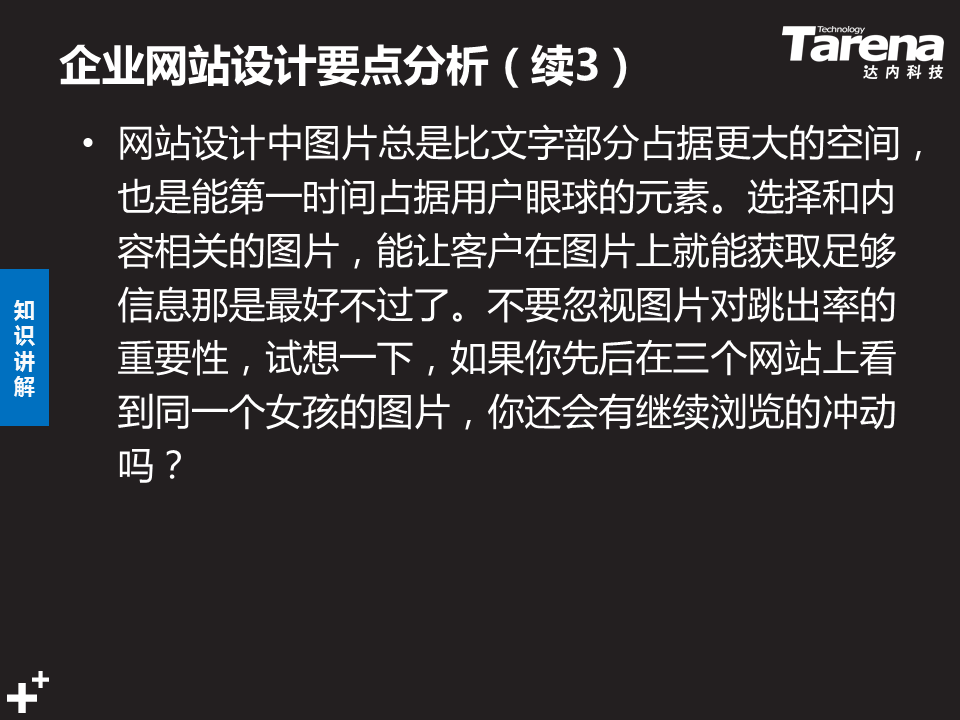 企业网站设计要点分析（续3）
Technology
Tarena
达内科技
• 网站设计中图片总是比文字部分占据更大的空间，
也是能第一时间占据用户眼球的元素。选择和内
容相关的图片，能让客户在图片上就能获取足够
信息那是最好不过了。不要忽视图片对跳出率的
重要性，试想一下，如果你先后在三个网站上看
到同一个女孩的图片，你还会有继续浏览的冲动
吗？
知
识
讲
解